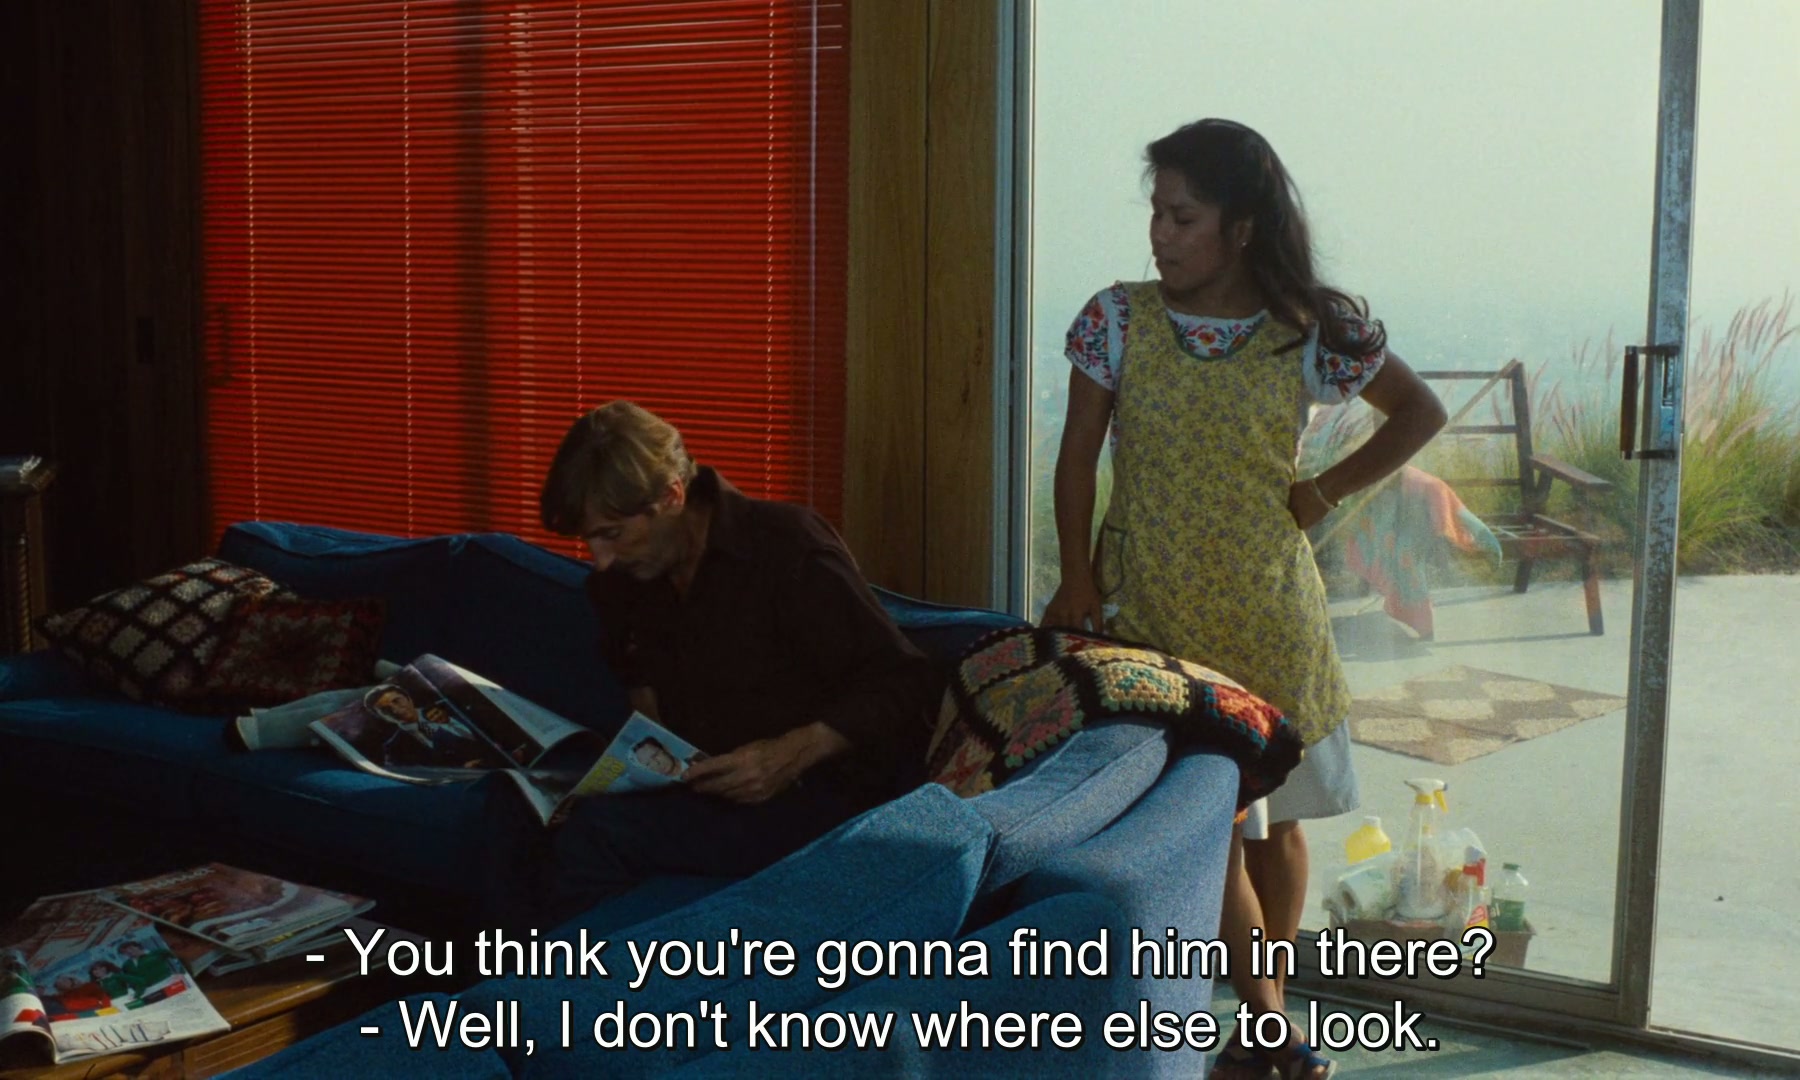 - You think you're gonna find him in there?
- Well, I don't know where else to look.